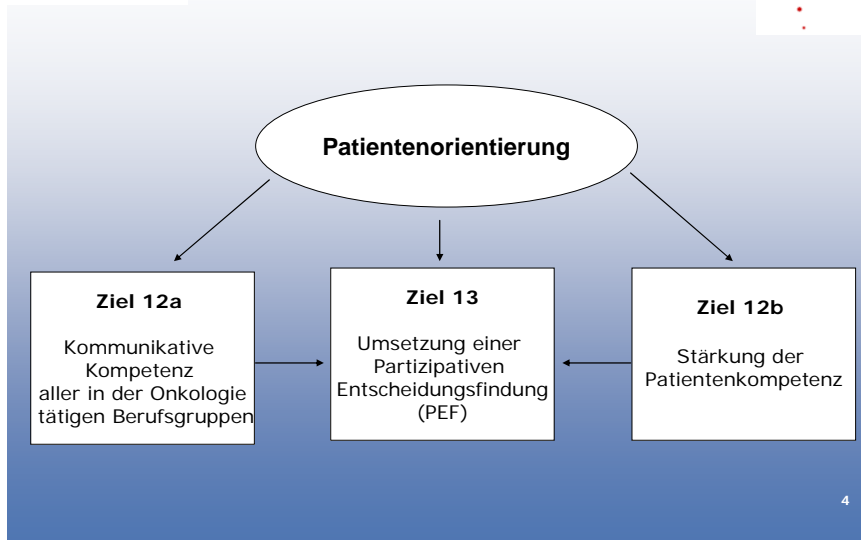 Patientenorientierung
Ziel 12a
Kommunikative
Kompetenz
aller in der Onkologie
tätigen Berufsgruppen
Ziel 13
Umsetzung einer
Partizipativen
Entscheidungsfindung
(PEF)
Ziel 12b
Stärkung der
Patientenkompetenz
4